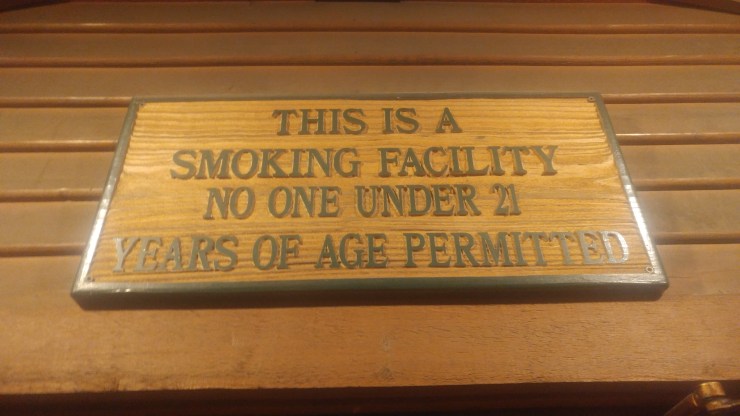 THIS IS A
SMOKING FACILITY
NO ONE UNDER 21
YEARS OF AGE PERMITTED